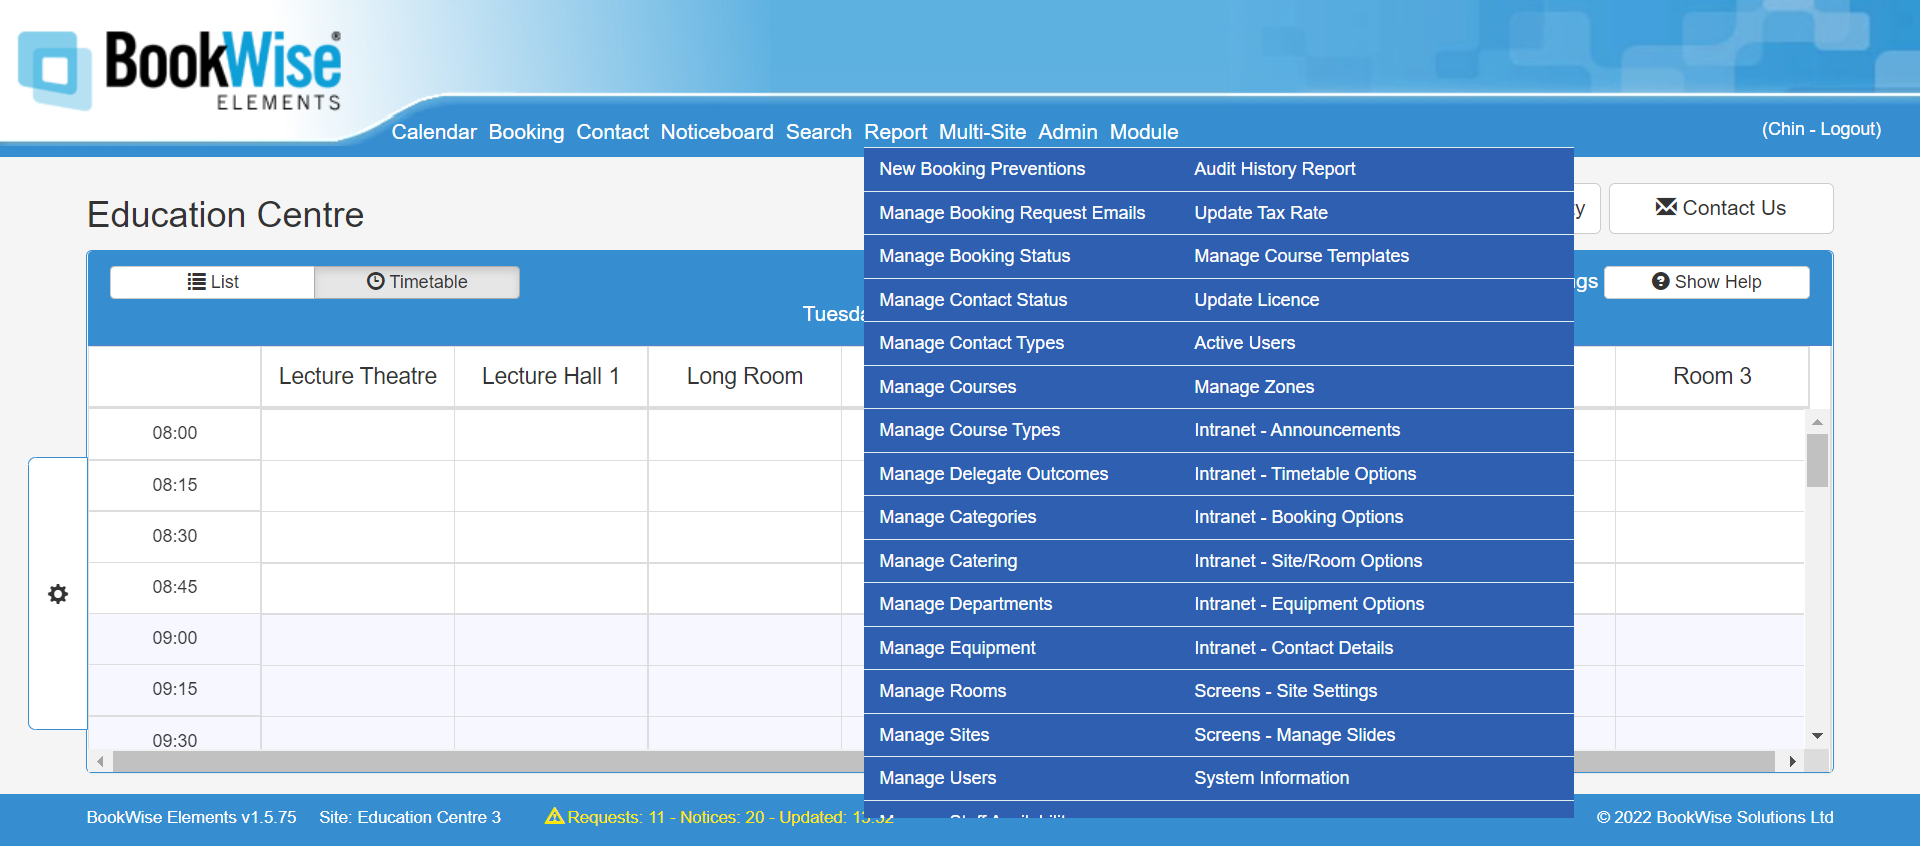 BookWise®
ELEMENTS
Calendar Booking Contact Noticeboard Search Report Multi-Site Admin Module
(Chin - Logout)
Education Centre
Contact Us
List
Timetable
Show Help
Lecture Theatre
Lecture Hall 1
Long Room
Room 3
08:00
08:15
08:30
08:45
09:00
09:15
09:30
New Booking Preventions
Manage Booking Request Emails
Manage Booking Status
Manage Contact Status
Manage Contact Types
Manage Courses
Manage Course Types
Manage Delegate Outcomes
Manage Categories
Manage Catering
Manage Departments
Manage Equipment
Manage Rooms
Manage Sites
Manage Users
Audit History Report
Update Tax Rate
Manage Course Templates
Update Licence
Active Users
Manage Zones
Intranet - Announcements
Intranet - Timetable Options
Intranet - Booking Options
Intranet - Site/Room Options
Intranet - Equipment Options
Intranet - Contact Details
Screens - Site Settings
Screens - Manage Slides
System Information
BookWise Elements v1.5.75
Site: Education Centre 3
Requests: 11 - Notices: 20 - Updated:
© 2022 BookWise Solutions Ltd